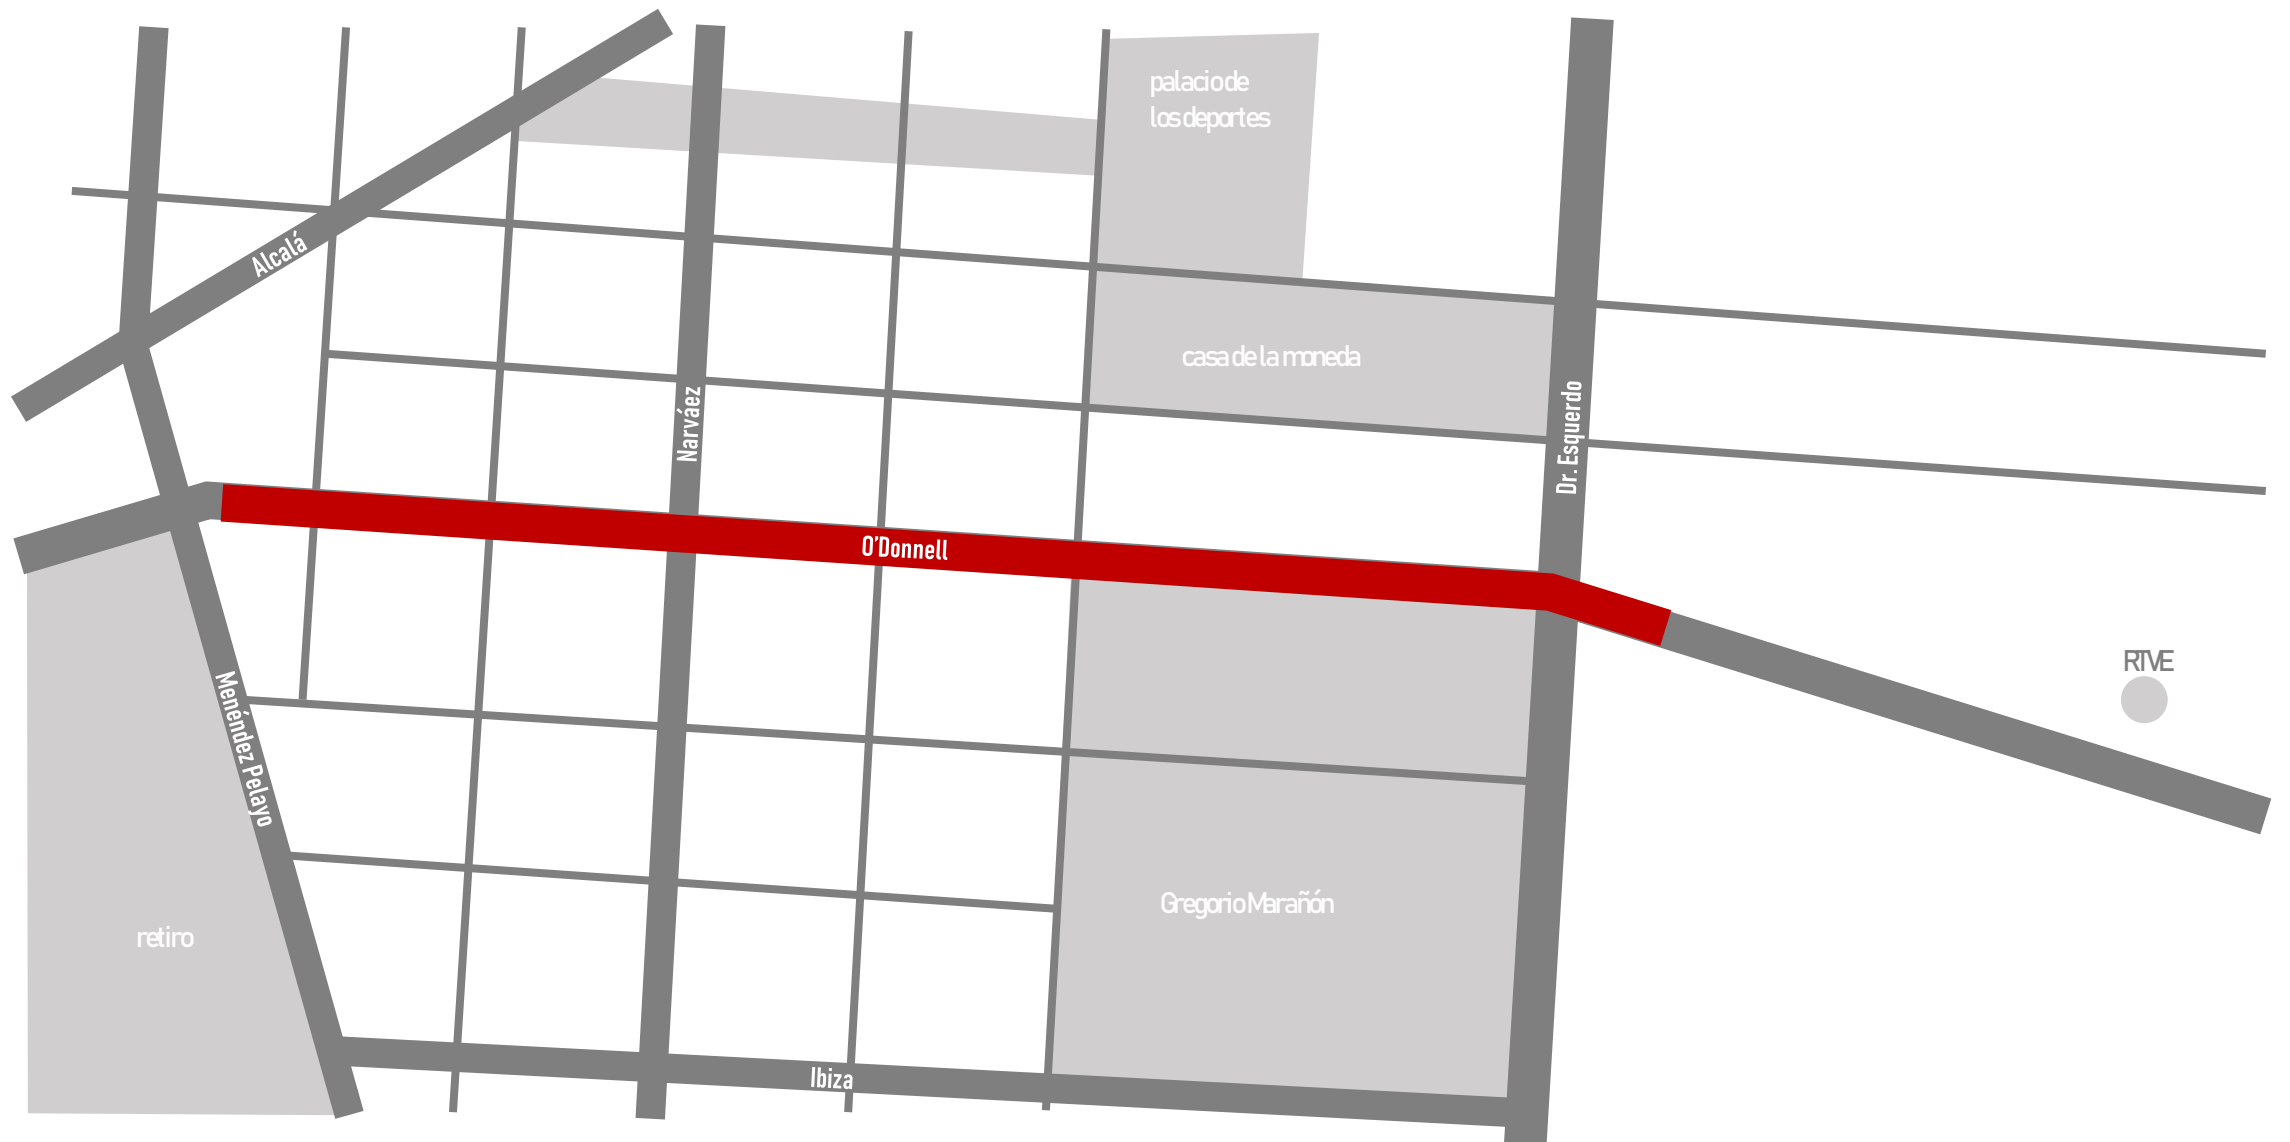 palacio de
los deportes
Alcalá
casa de la moneda
Narváez
Dr. Esquerdo
O'Donnell
RTVE
Menéndez Pelayo
Gregorio Marañón
retiro
Ibiza